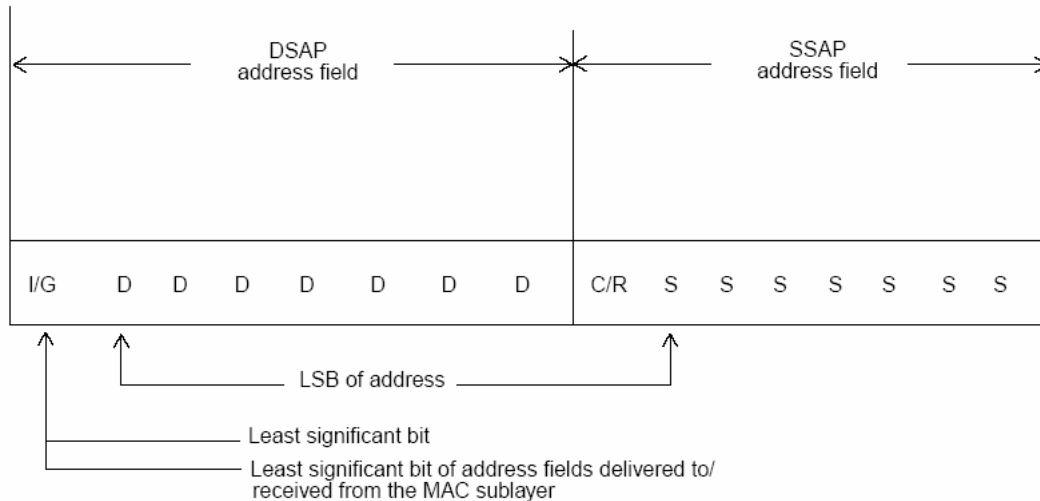 DSAP
address field
SSAP
address field
I/G D D D D D D D C/R S S S S S S S
LSB of address
Least significant bit
Least significant bit of address fields delivered to/
received from the MAC sublayer